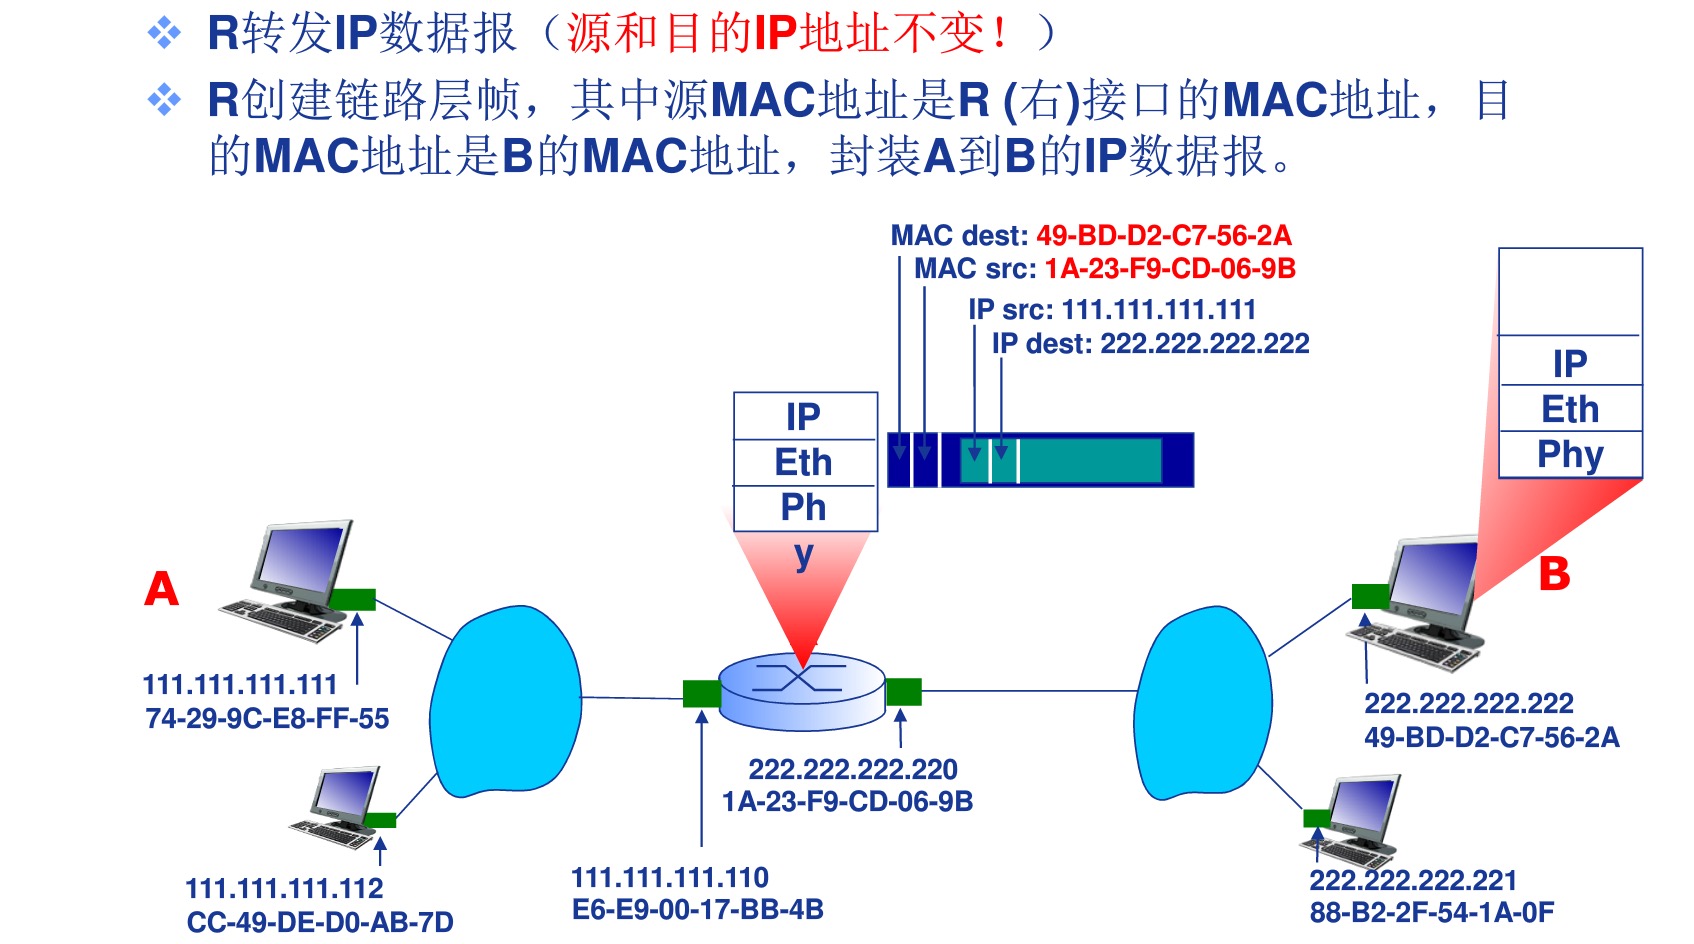 R转发IP数据报（源和目的IP地址不变！）
R创建链路层帧，其中源MAC地址是R (右)接口的MAC地址，目
的MAC地址是B的MAC地址，封装A到B的IP数据报。
MAC dest: 49-BD-D2-C7-56-2A
MAC src: 1A-23-F9-CD-06-9B
IP src: 111.111.111.111
IP dest: 222.222.222.222
IP
Eth
Phy
IP
Eth
Ph
y
A
B
111.111.111.111
74-29-9C-E8-FF-55
222.222.222.222
49-BD-D2-C7-56-2A
222.222.222.220
1A-23-F9-CD-06-9B
111.111.111.112
CC-49-DE-D0-AB-7D
111.111.111.110
E6-E9-00-17-BB-4B
222.222.222.221
88-B2-2F-54-1A-0F